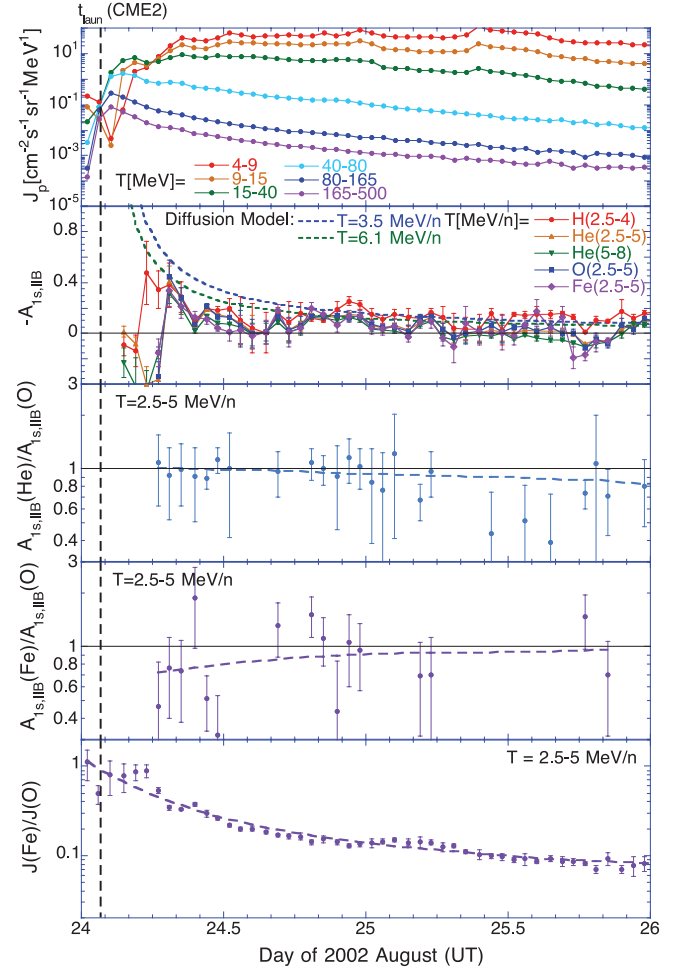 t_laun (CME2)
10^1
10^-1
10^-3
10^-5
J_p [cm^-2 s^-1 sr^-1 MeV^-1]
T[MeV]=
4-9
9-15
15-40
40-80
80-165
165-500
0.8
0.4
0
-A_1s,IIB
Diffusion Model:
T=3.5 MeV/n
T=6.1 MeV/n
T[MeV/n]=
H(2.5-4)
He(2.5-5)
He(5-8)
O(2.5-5)
Fe(2.5-5)
3
1
0.8
0.6
0.4
3
A_1s,IIB(He)/A_1s,IIB(O)
T=2.5-5 MeV/n
1
0.8
0.6
0.4
A_1s,IIB(Fe)/A_1s,IIB(O)
T=2.5-5 MeV/n
1
0.1
J(Fe)/J(O)
T = 2.5-5 MeV/n
24 24.5 25 25.5 26
Day of 2002 August (UT)